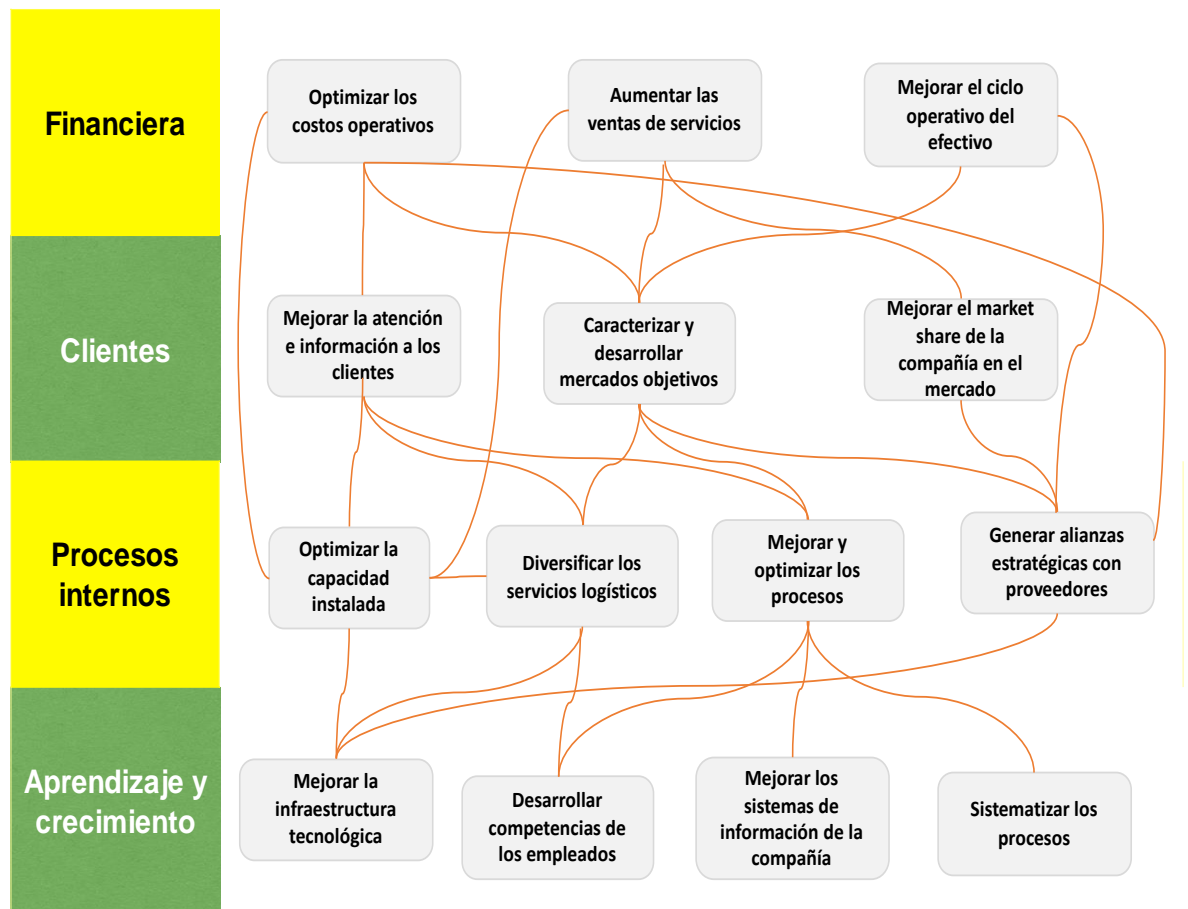 Financiera
Optimizar los
costos operativos
Aumentar las
ventas de servicios
Mejorar el ciclo
operativo del
efectivo
Clientes
Mejorar la atención
e información a los
clientes
Caracterizar y
desarrollar
mercados objetivos
Mejorar el market
share de la
compañía en el
mercado
Procesos
internos
Optimizar la
capacidad
instalada
Diversificar los
servicios logísticos
Mejorar y
optimizar los
procesos
Generar alianzas
estratégicas con
proveedores
Aprendizaje y
crecimiento
Mejorar la
infraestructura
tecnológica
Desarrollar
competencias de
los empleados
Mejorar los
sistemas de
información de la
compañía
Sistematizar los
procesos